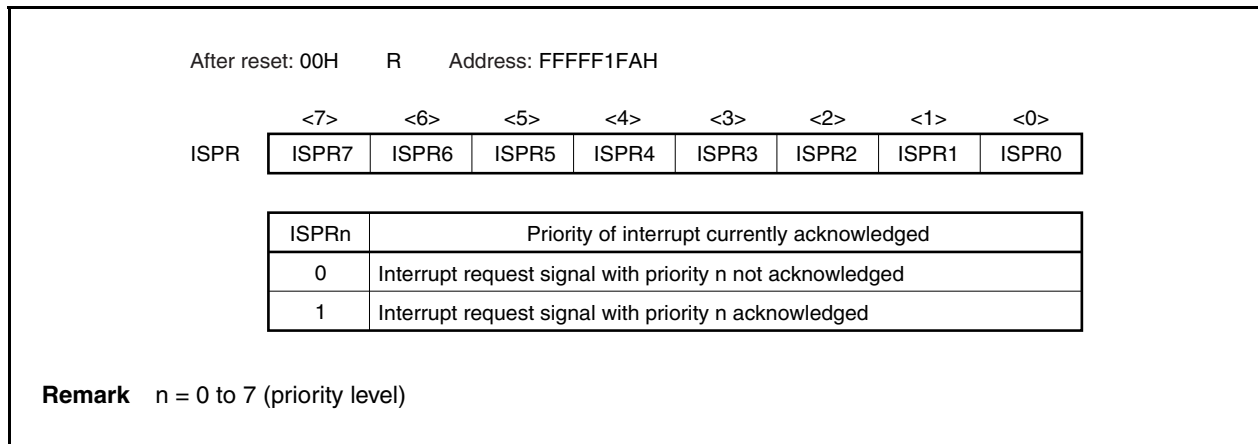 After reset: 00H R Address: FFFFF1FAH
<7> <6> <5> <4> <3> <2> <1> <0>
ISPR ISPR7 ISPR6 ISPR5 ISPR4 ISPR3 ISPR2 ISPR1 ISPR0
ISPRn Priority of interrupt currently acknowledged
0 Interrupt request signal with priority n not acknowledged
1 Interrupt request signal with priority n acknowledged
Remark n = 0 to 7 (priority level)